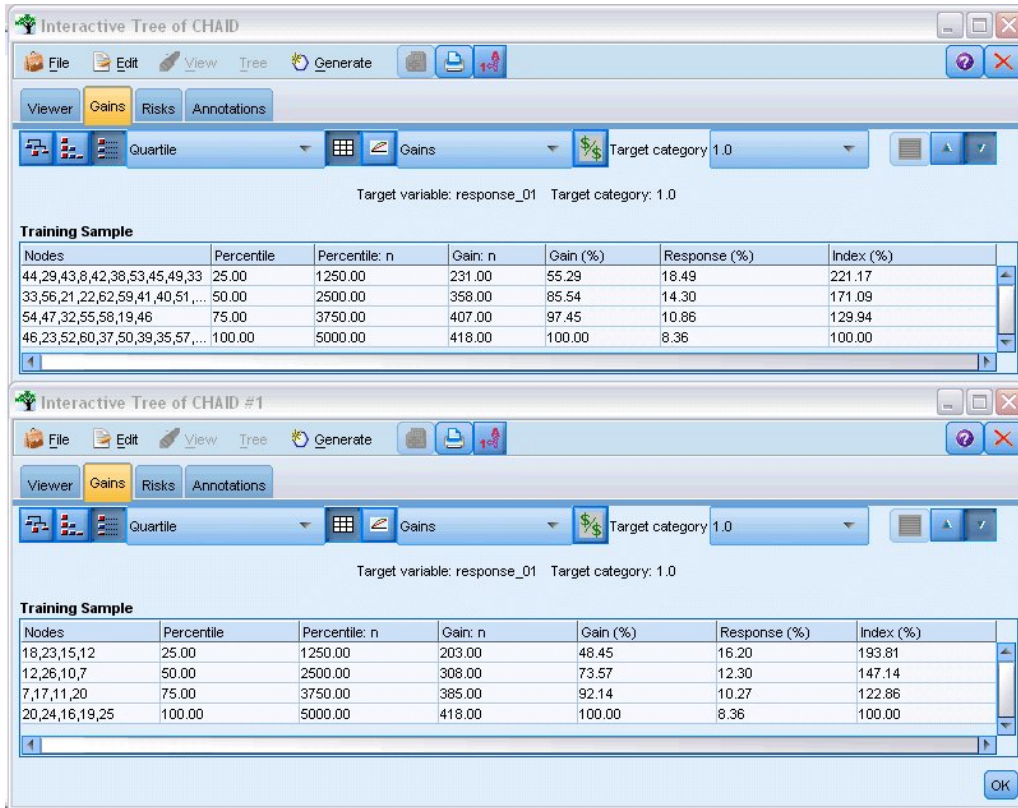 Interactive Tree of CHAID
File Edit View Tree Generate
Viewer Gains Risks Annotations
Quartile Gains Target category 1.0
Target variable: response_01 Target category: 1.0
Training Sample
Nodes Percentile Percentile: n Gain: n Gain (%) Response (%) Index (%)
44,29,43,8,42,38,53,45,49,33 25.00 1250.00 231.00 55.29 18.49 221.17
33,56,21,22,62,59,41,40,51,... 50.00 2500.00 358.00 85.54 14.30 171.09
54,47,32,55,58,19,46 75.00 3750.00 407.00 97.45 10.86 129.94
46,23,52,60,37,50,39,35,57,... 100.00 5000.00 418.00 100.00 8.36 100.00
Interactive Tree of CHAID #1
File Edit View Tree Generate
Viewer Gains Risks Annotations
Quartile Gains Target category 1.0
Target variable: response_01 Target category: 1.0
Training Sample
Nodes Percentile Percentile: n Gain: n Gain (%) Response (%) Index (%)
18,23,15,12 25.00 1250.00 203.00 48.45 16.20 193.81
12,26,10,7 50.00 2500.00 308.00 73.57 12.30 147.14
7,17,11,20 75.00 3750.00 385.00 92.14 10.27 122.86
20,24,16,19,25 100.00 5000.00 418.00 100.00 8.36 100.00
OK